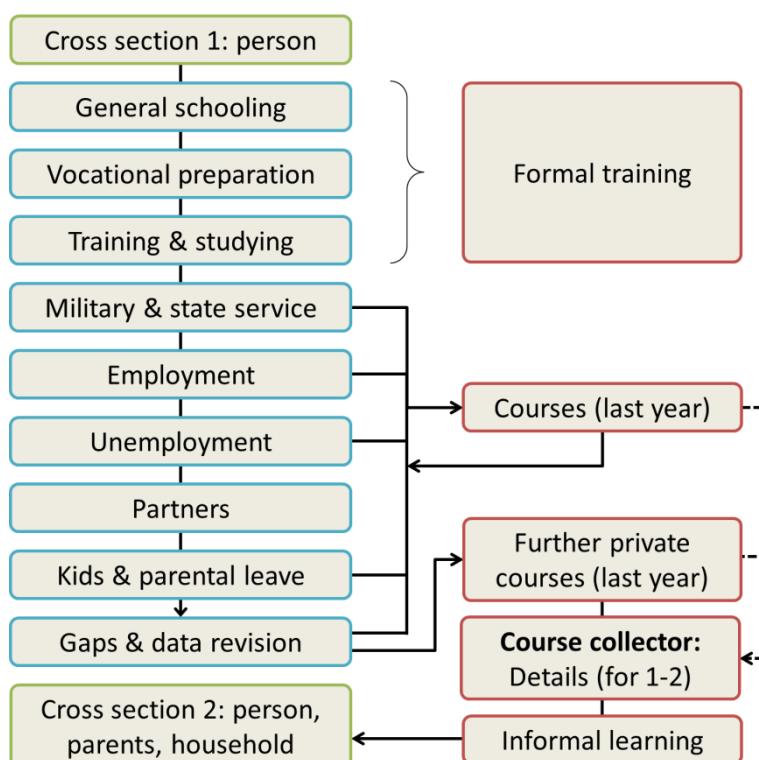 Cross section 1: person
General schooling
Vocational preparation
Training & studying
Formal training
Military & state service
Employment
Courses (last year)
Unemployment
Partners
Further private
courses (last year)
Kids & parental leave
Gaps & data revision
Course collector:
Details (for 1-2)
Cross section 2: person,
parents, household
Informal learning